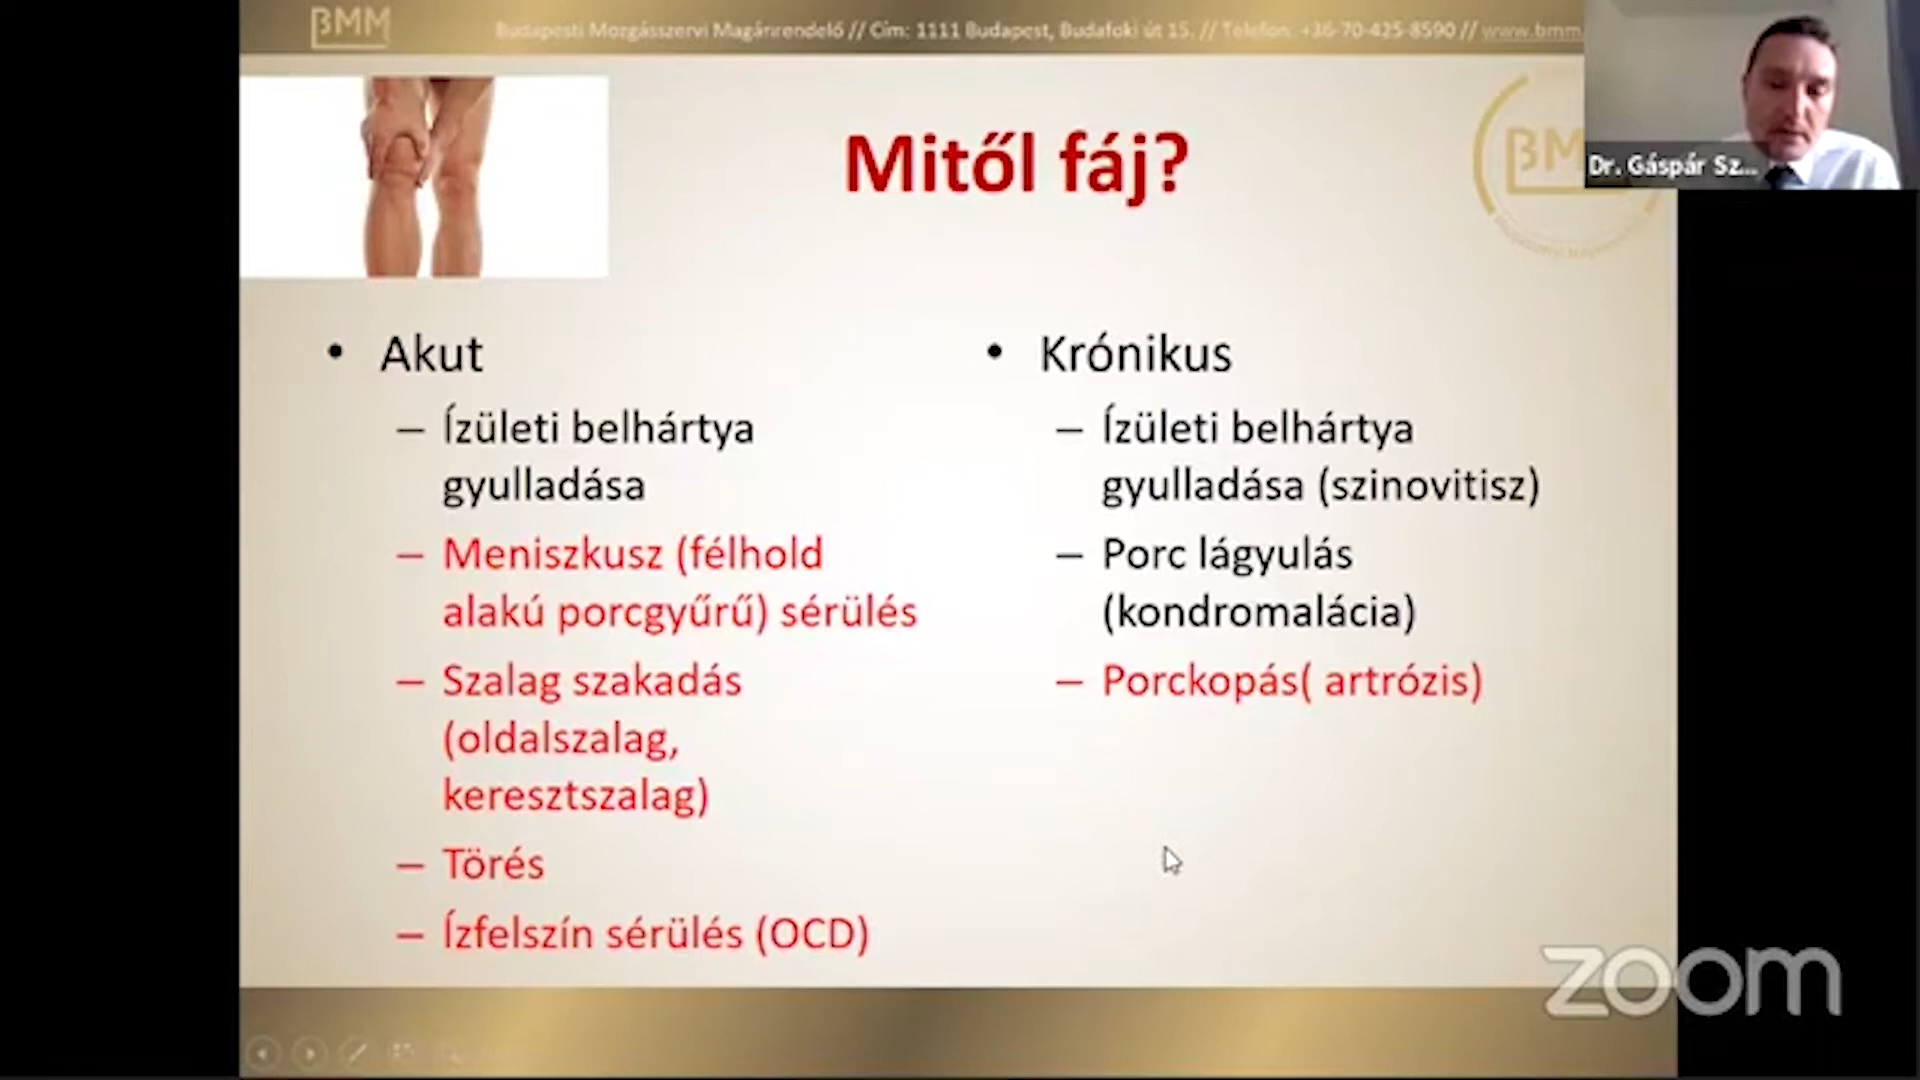 BMM
Budapesti Mozgásszervi Magánrendelő // Cím: 1111 Budapest, Budafoki út 15. // Telefon: +36-70-425-8590 // www.bmm
Dr. Gáspár Sz...
BM
Mitől fáj?
• Akut
– Ízületi belhártya
gyulladása
– Meniszkusz (félhold
alakú porcgyűrű) sérülés
– Szalag szakadás
(oldalszalag,
keresztszalag)
– Törés
– Ízfelszín sérülés (OCD)
• Krónikus
– Ízületi belhártya
gyulladása (szinovitisz)
– Porc lágyulás
(kondromalácia)
– Porckopás( artrózis)
zoom